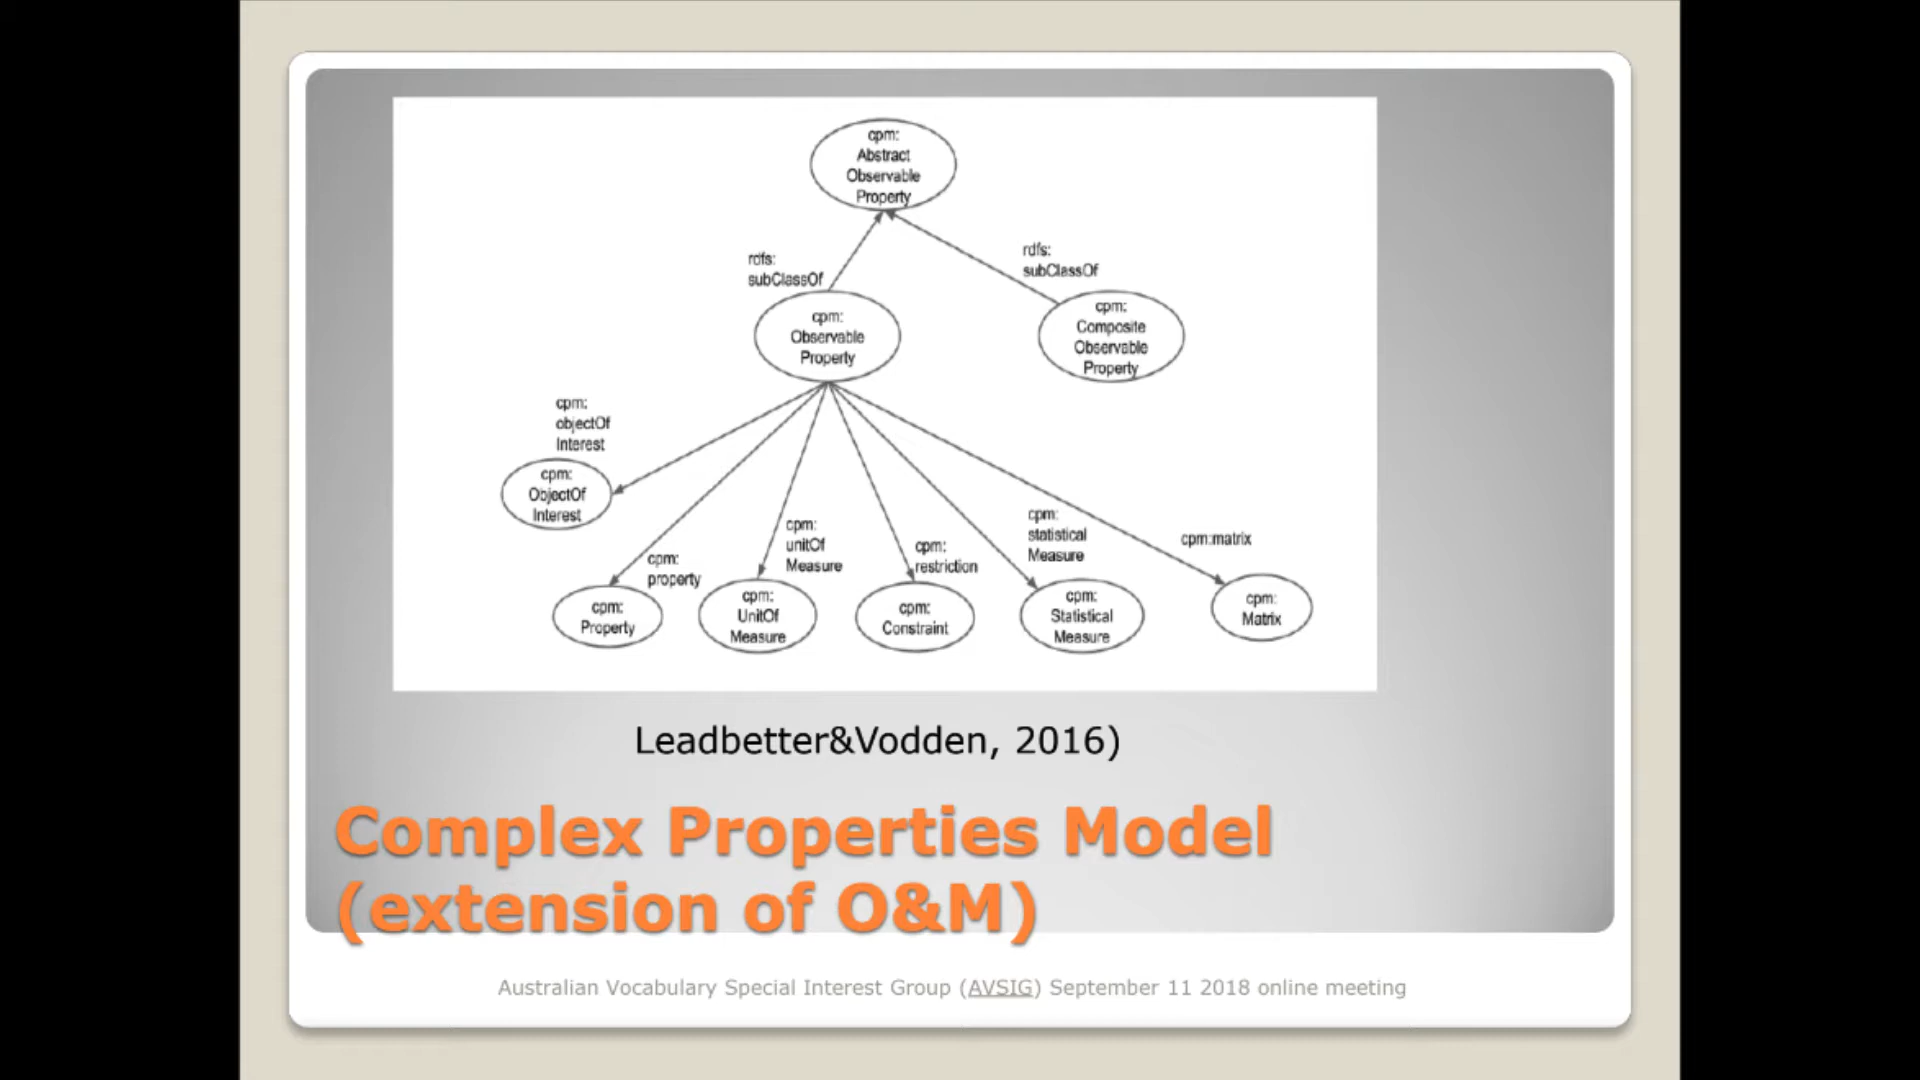 cpm:
Abstract
Observable
Property
rdfs:
subClassOf
rdfs:
subClassOf
cpm:
Observable
Property
cpm:
Composite
Observable
Property
cpm:
objectOf
Interest
cpm:
ObjectOf
Interest
cpm:
property
cpm:
unitOf
Measure
cpm:
restriction
cpm:
statistical
Measure
cpm:matrix
cpm:
Property
cpm:
UnitOf
Measure
cpm:
Constraint
cpm:
Statistical
Measure
cpm:
Matrix
Leadbetter&Vodden, 2016)
Complex Properties Model
(extension of O&M)
Australian Vocabulary Special Interest Group (AVSIG) September 11 2018 online meeting